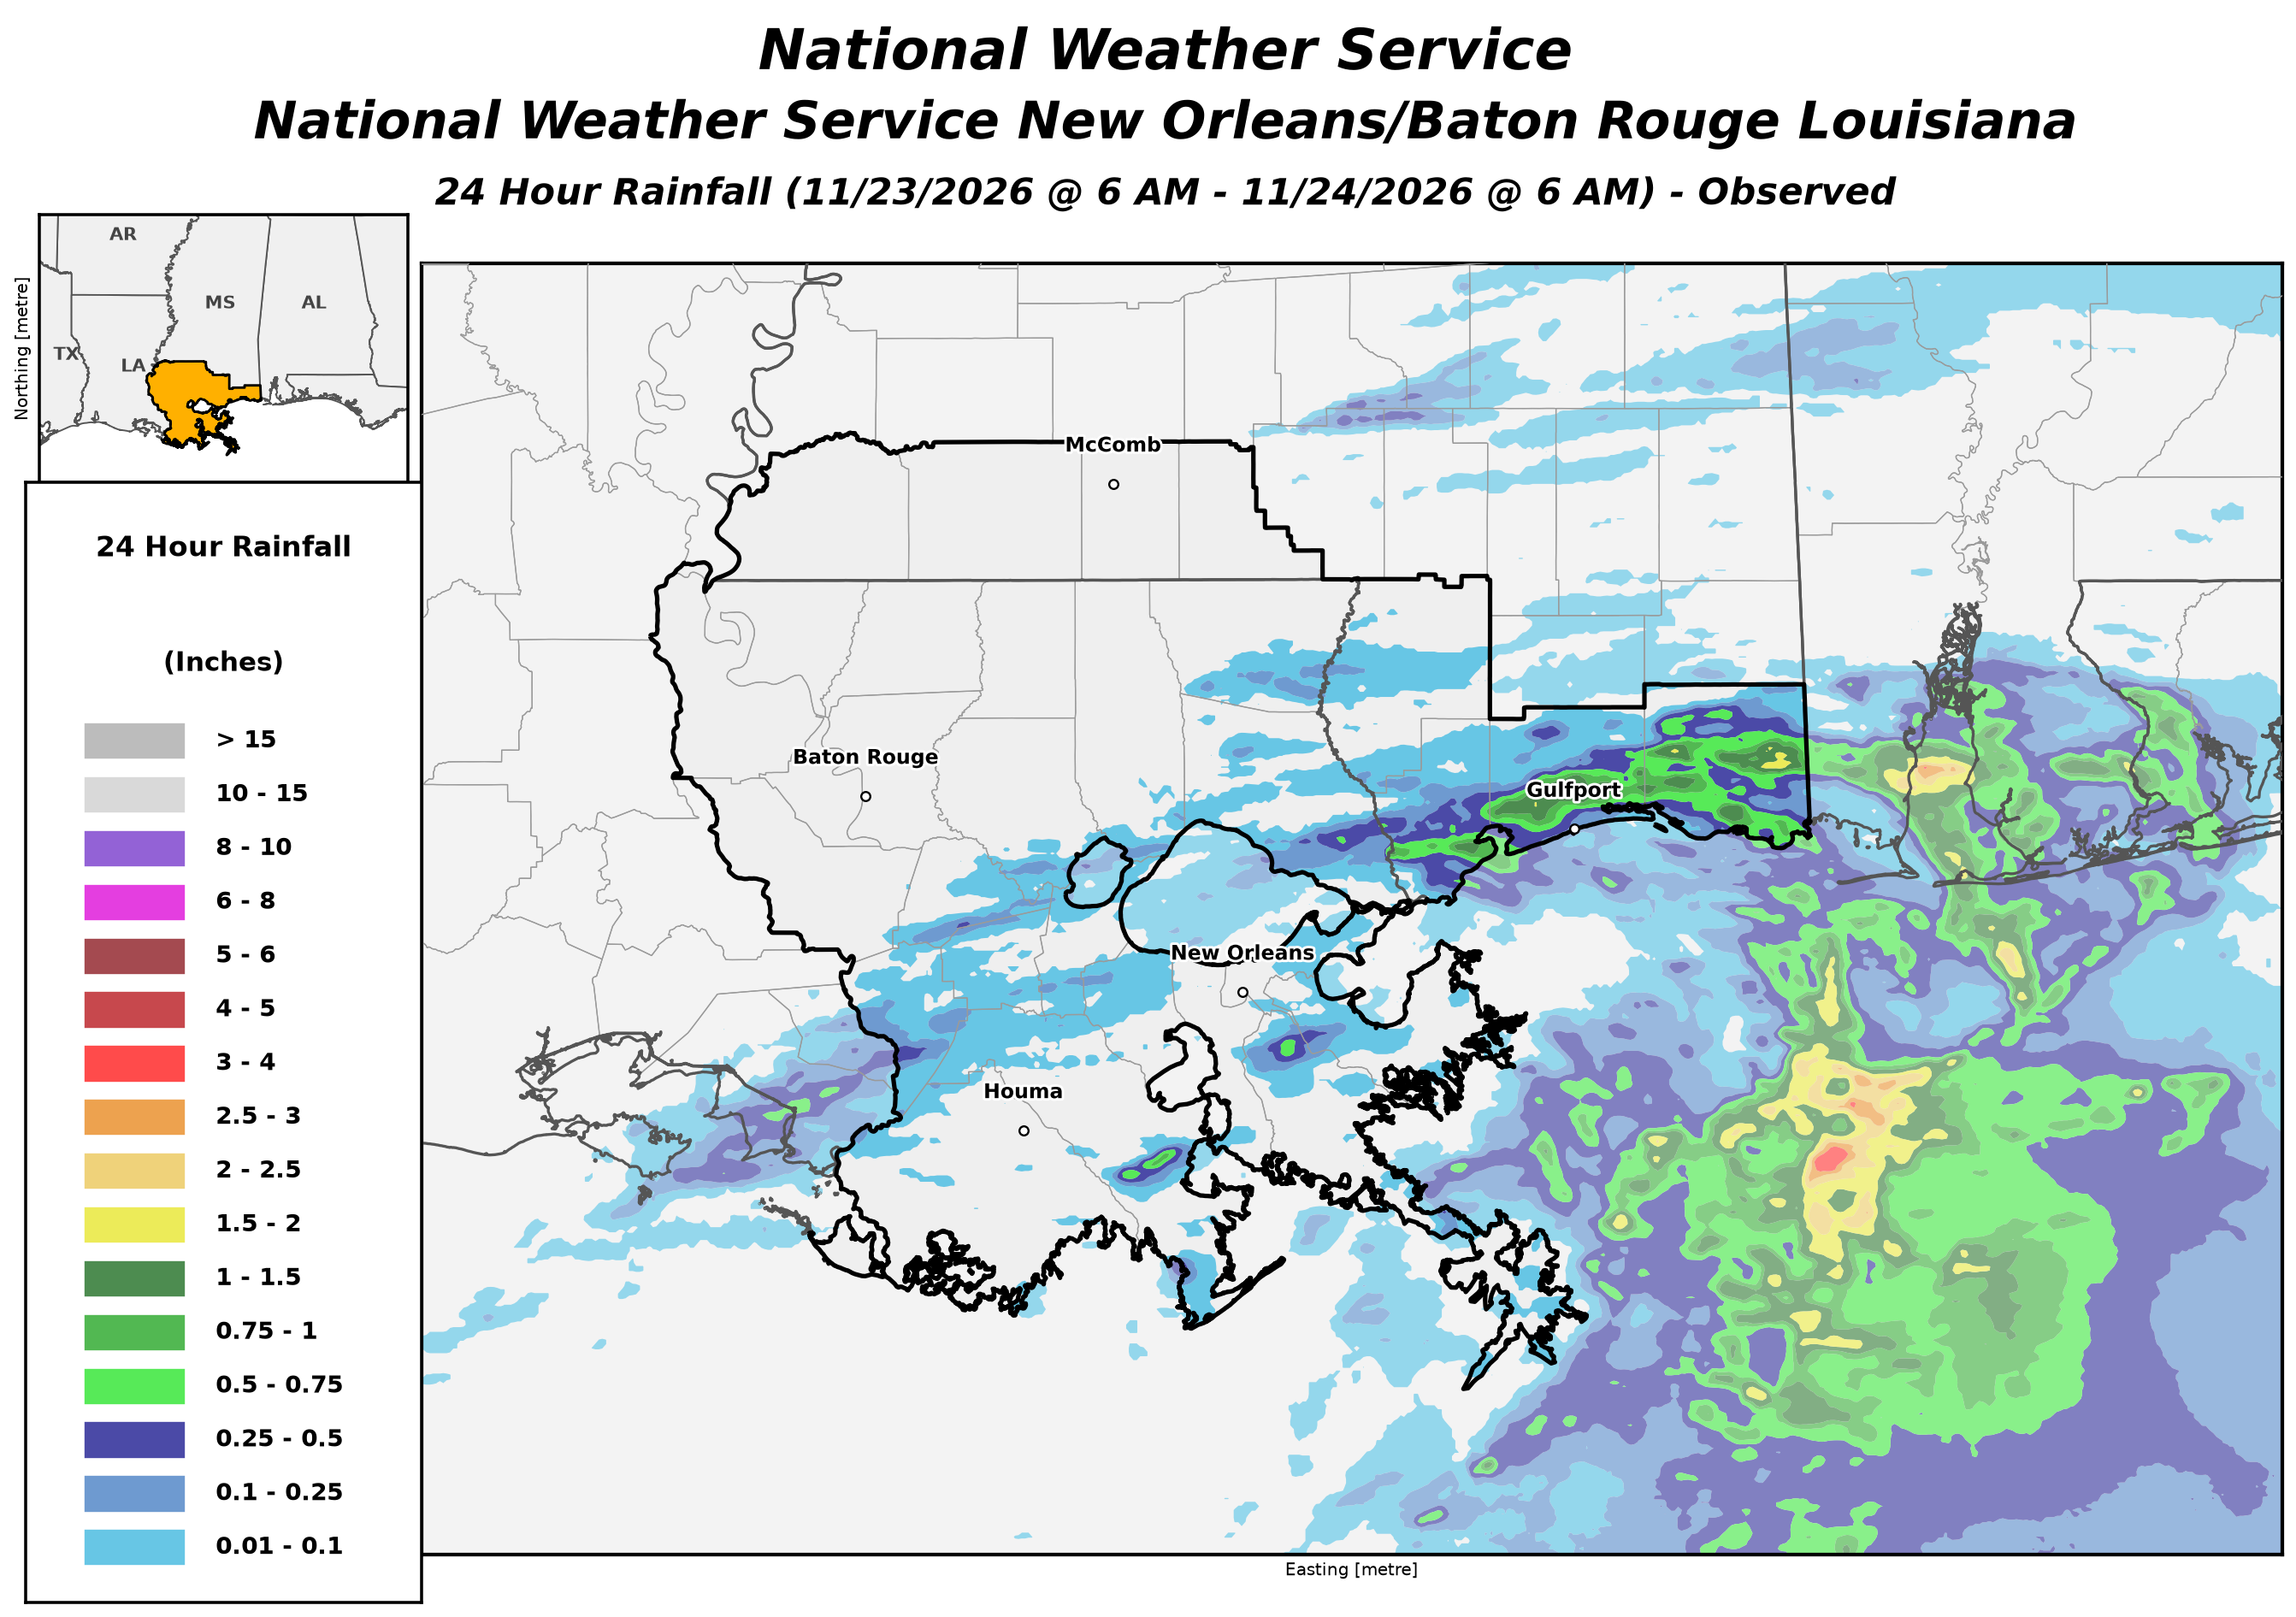 National Weather Service
National Weather Service New Orleans/Baton Rouge Louisiana
24 Hour Rainfall (11/23/2026 @ 6 AM - 11/24/2026 @ 6 AM) - Observed
Northing [metre]
AR
MS
AL
TX
LA
24 Hour Rainfall
(Inches)
> 15
10 - 15
8 - 10
6 - 8
5 - 6
4 - 5
3 - 4
2.5 - 3
2 - 2.5
1.5 - 2
1 - 1.5
0.75 - 1
0.5 - 0.75
0.25 - 0.5
0.1 - 0.25
0.01 - 0.1
McComb
Baton Rouge
Gulfport
New Orleans
Houma
Easting [metre]